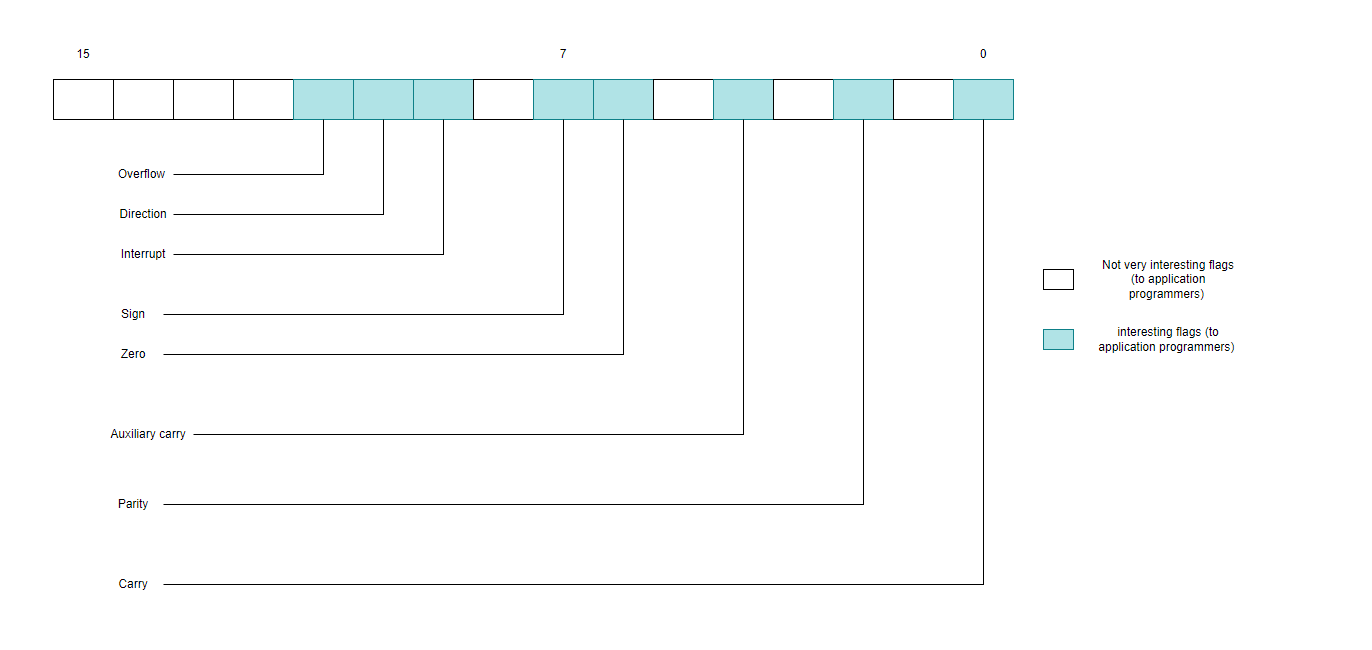 15
7
0
Overflow
Direction
Interrupt
Sign
Zero
Auxiliary carry
Parity
Carry
Not very interesting flags
(to application
programmers)
interesting flags (to
application programmers)